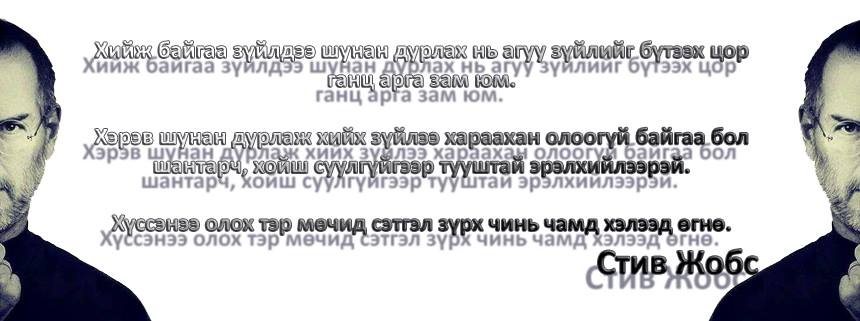 Хийж байгаа зүйлдээ шунан дурлах нь агуу зүйлийг бүтээх цор
ганц арга зам юм.
Хэрэв шунан дурлаж хийх зүйлээ хараахан олоогүй байгаа бол
шантарч, хойш суулгүйгээр тууштай эрэлхийлээрэй.
Хүссэнээ олох тэр мөчид сэтгэл зүрх чинь чамд хэлээд өгнө.
Стив Жобс